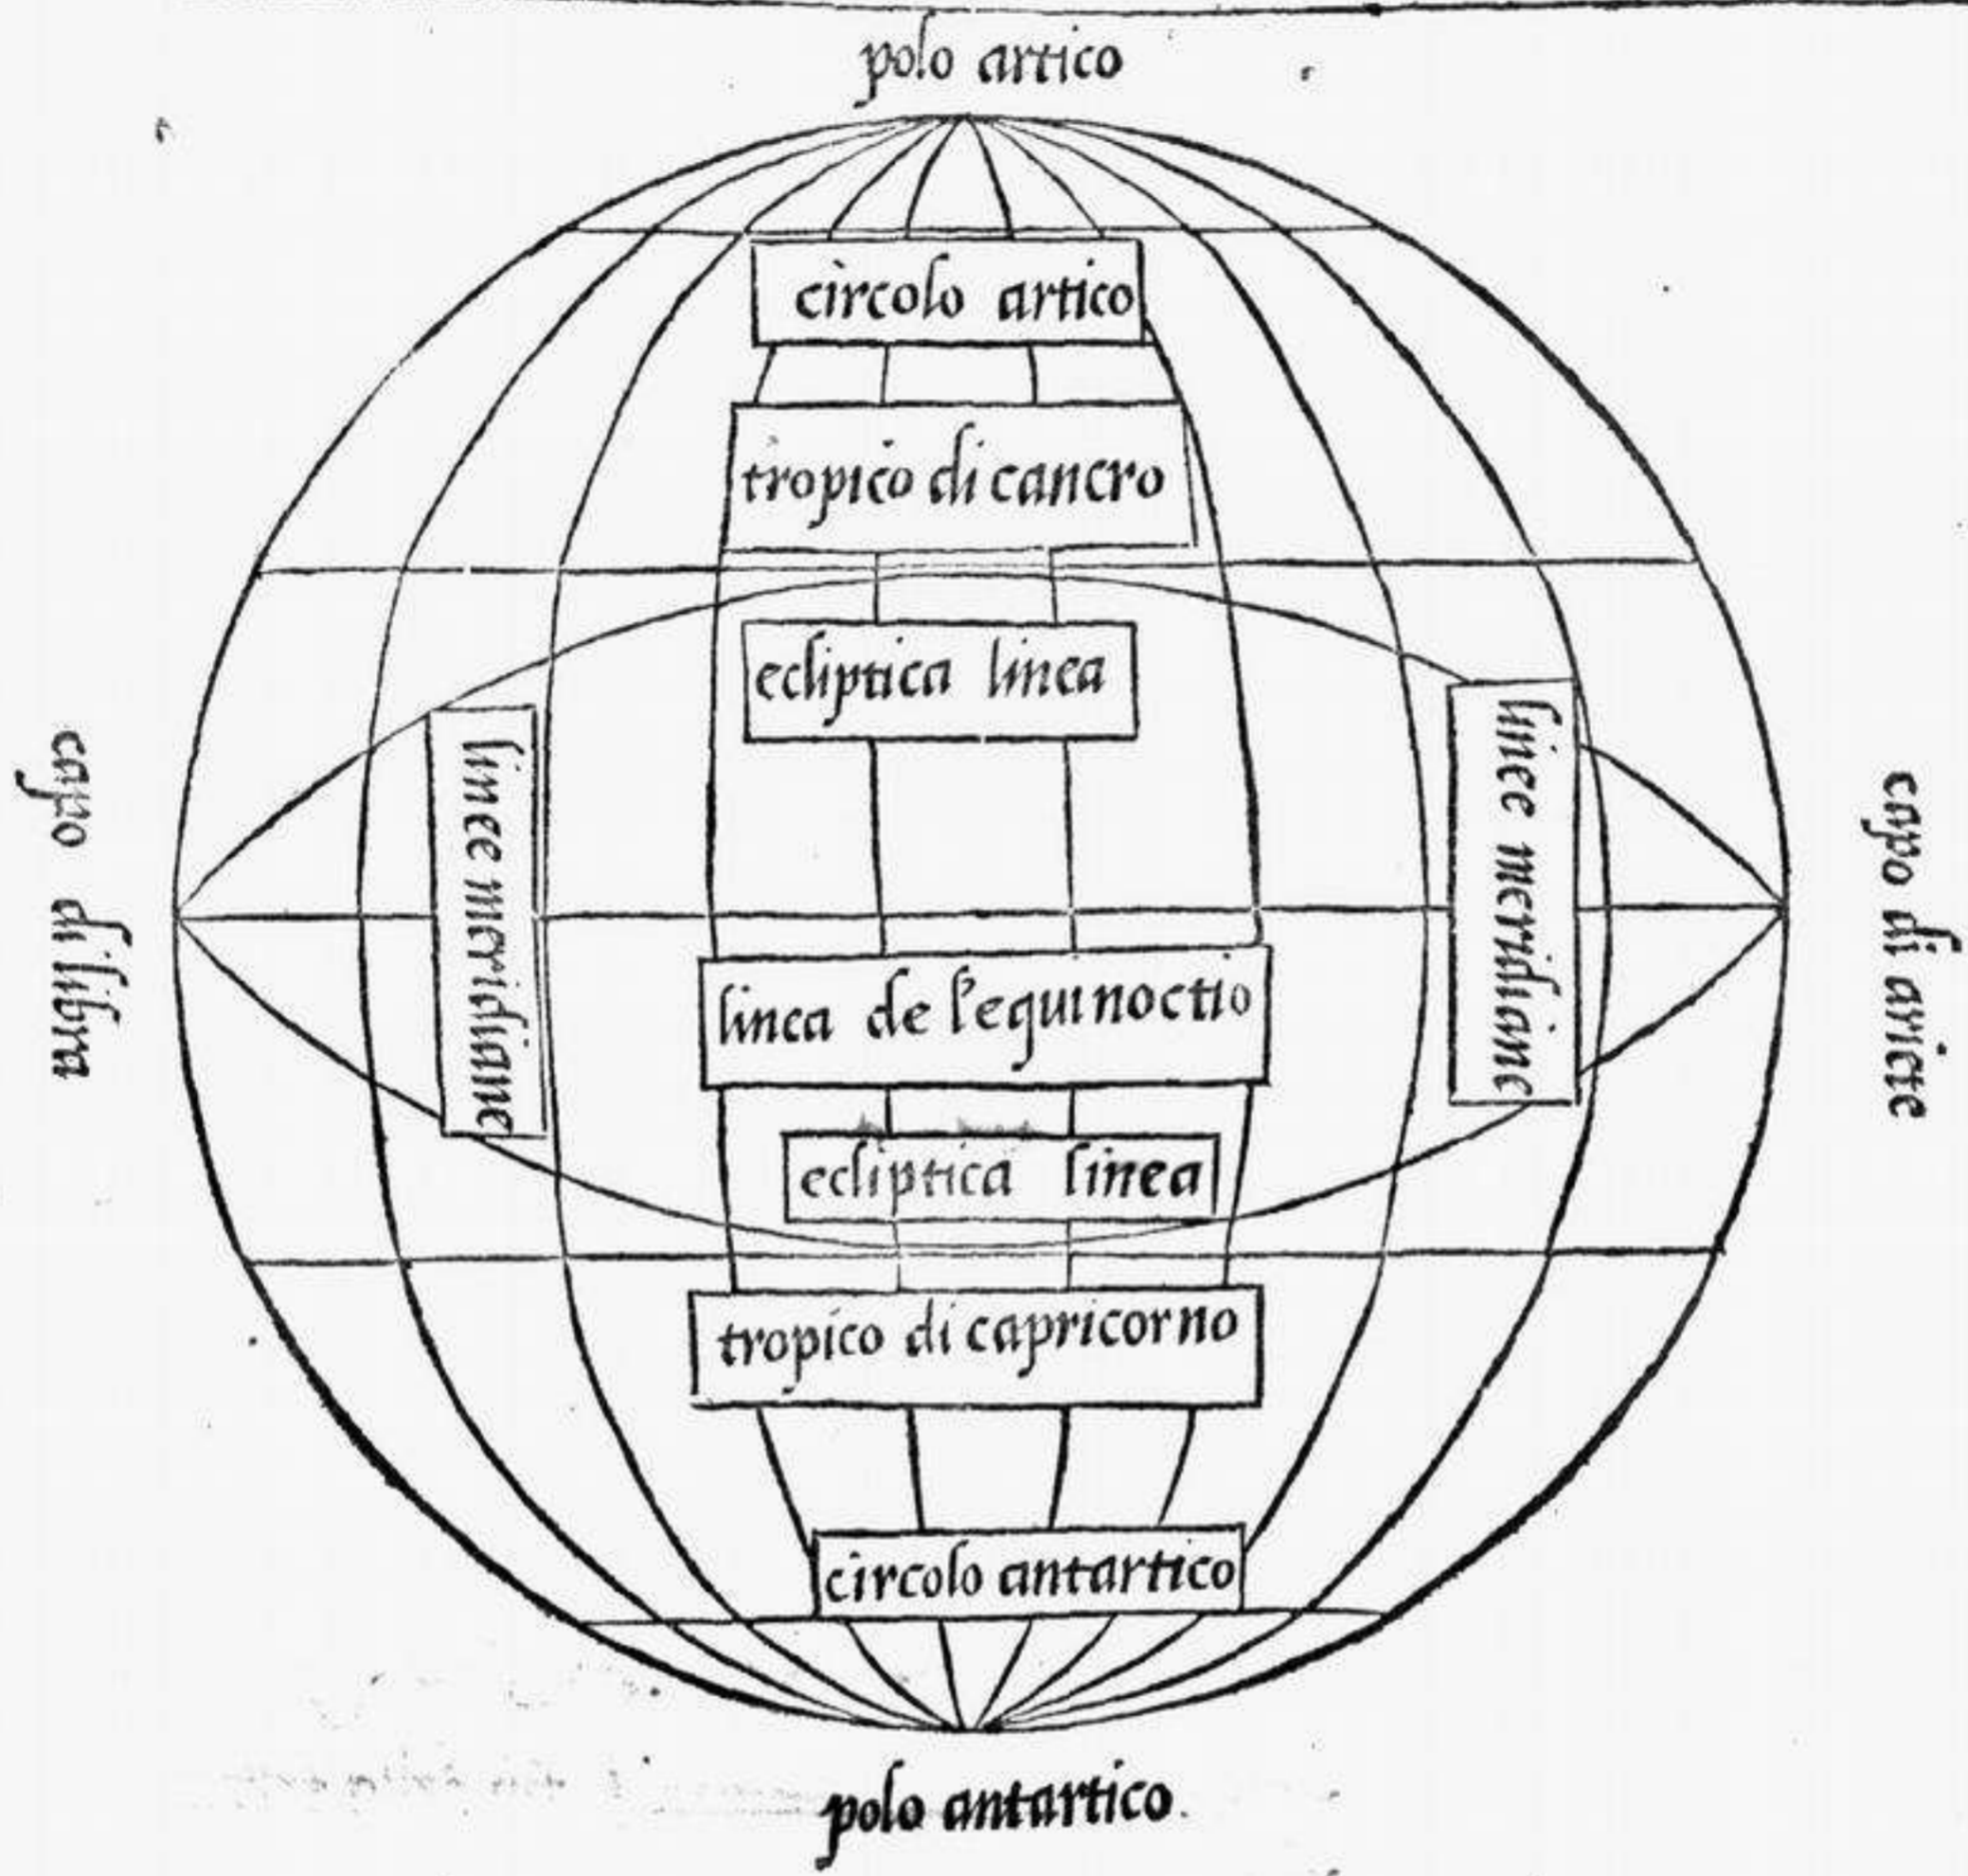 polo artico
circolo artico
tropico di cancro
ecliptica linea
linee meridiane
linee meridiane
capo di libra
capo di ariete
linea de l'equinoctio
ecliptica linea
tropico di capricorno
circolo antartico
polo antartico.